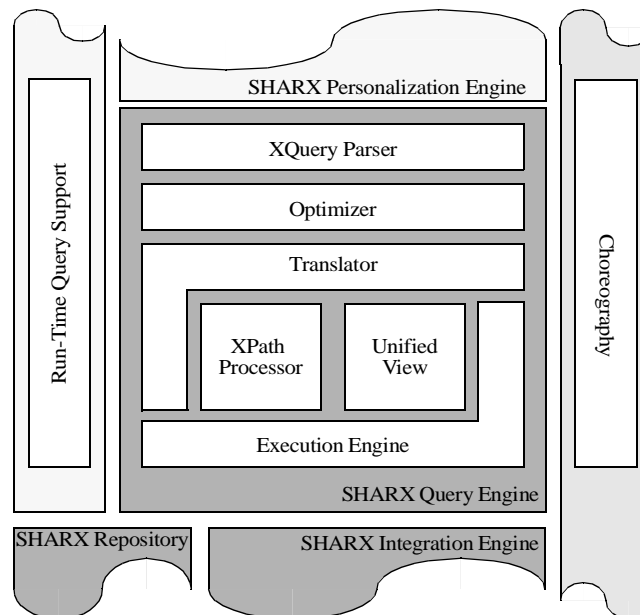 SHARX Personalization Engine
XQuery Parser
Optimizer
Translator
Run-Time Query Support
Choreography
XPath
Processor
Unified
View
Execution Engine
SHARX Query Engine
SHARX Repository
SHARX Integration Engine